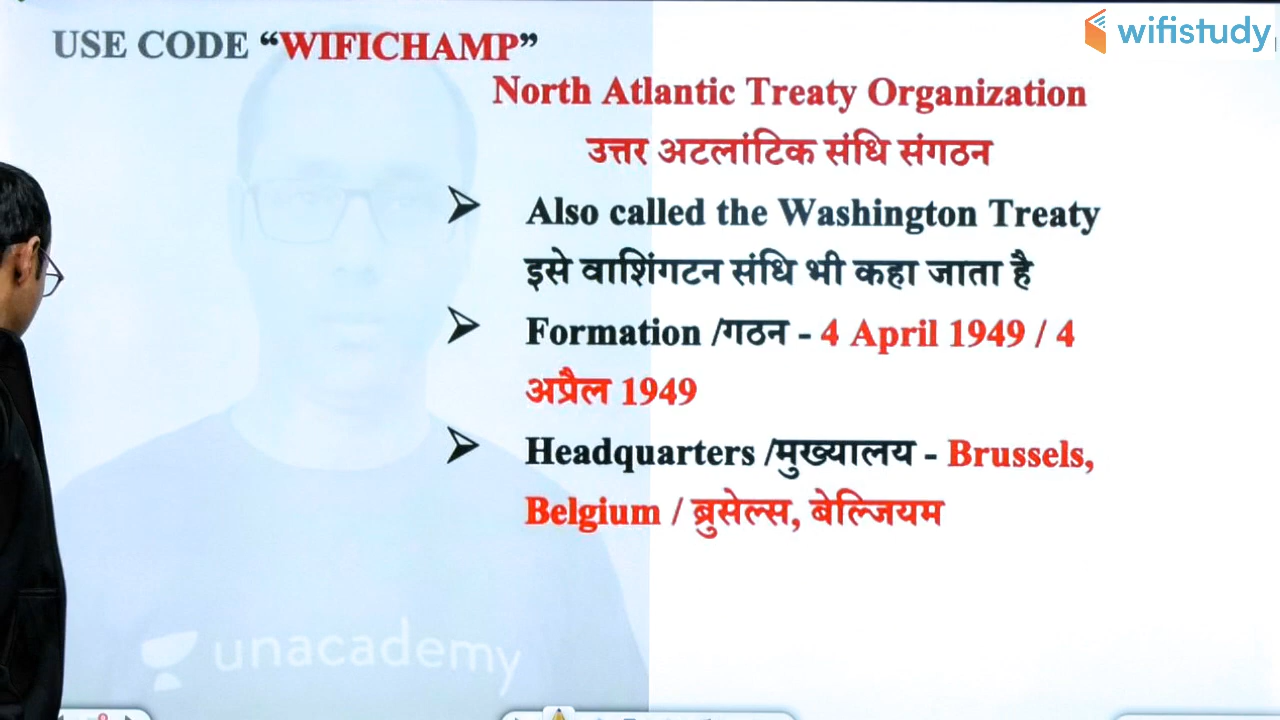 USE CODE “WIFICHAMP”
wifistudy
North Atlantic Treaty Organization
उत्तर अटलांटिक संधि संगठन
Also called the Washington Treaty
इसे वाशिंगटन संधि भी कहा जाता है
Formation /गठन - 4 April 1949 / 4
अप्रैल 1949
Headquarters /मुख्यालय - Brussels,
Belgium / ब्रुसेल्स, बेल्जियम
unacademy